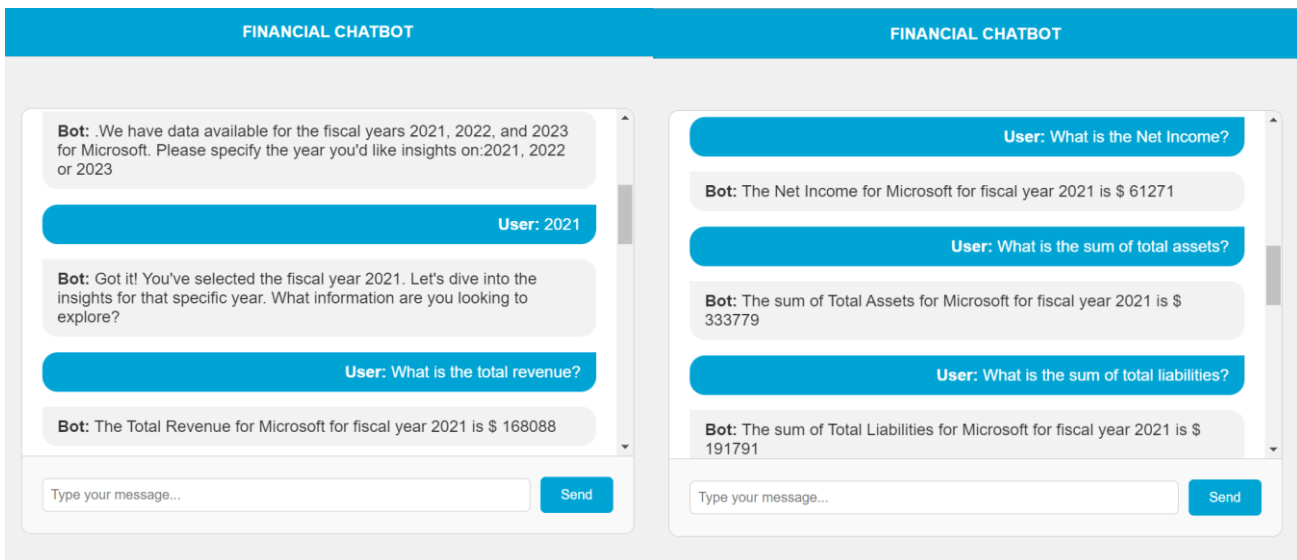 FINANCIAL CHATBOT
Bot: .We have data available for the fiscal years 2021, 2022, and 2023
for Microsoft. Please specify the year you'd like insights on:2021, 2022
or 2023
User: 2021
Bot: Got it! You've selected the fiscal year 2021. Let's dive into the
insights for that specific year. What information are you looking to
explore?
User: What is the total revenue?
Bot: The Total Revenue for Microsoft for fiscal year 2021 is $ 168088
Type your message...
Send
FINANCIAL CHATBOT
User: What is the Net Income?
Bot: The Net Income for Microsoft for fiscal year 2021 is $ 61271
User: What is the sum of total assets?
Bot: The sum of Total Assets for Microsoft for fiscal year 2021 is $
333779
User: What is the sum of total liabilities?
Bot: The sum of Total Liabilities for Microsoft for fiscal year 2021 is $
191791
Type your message...
Send